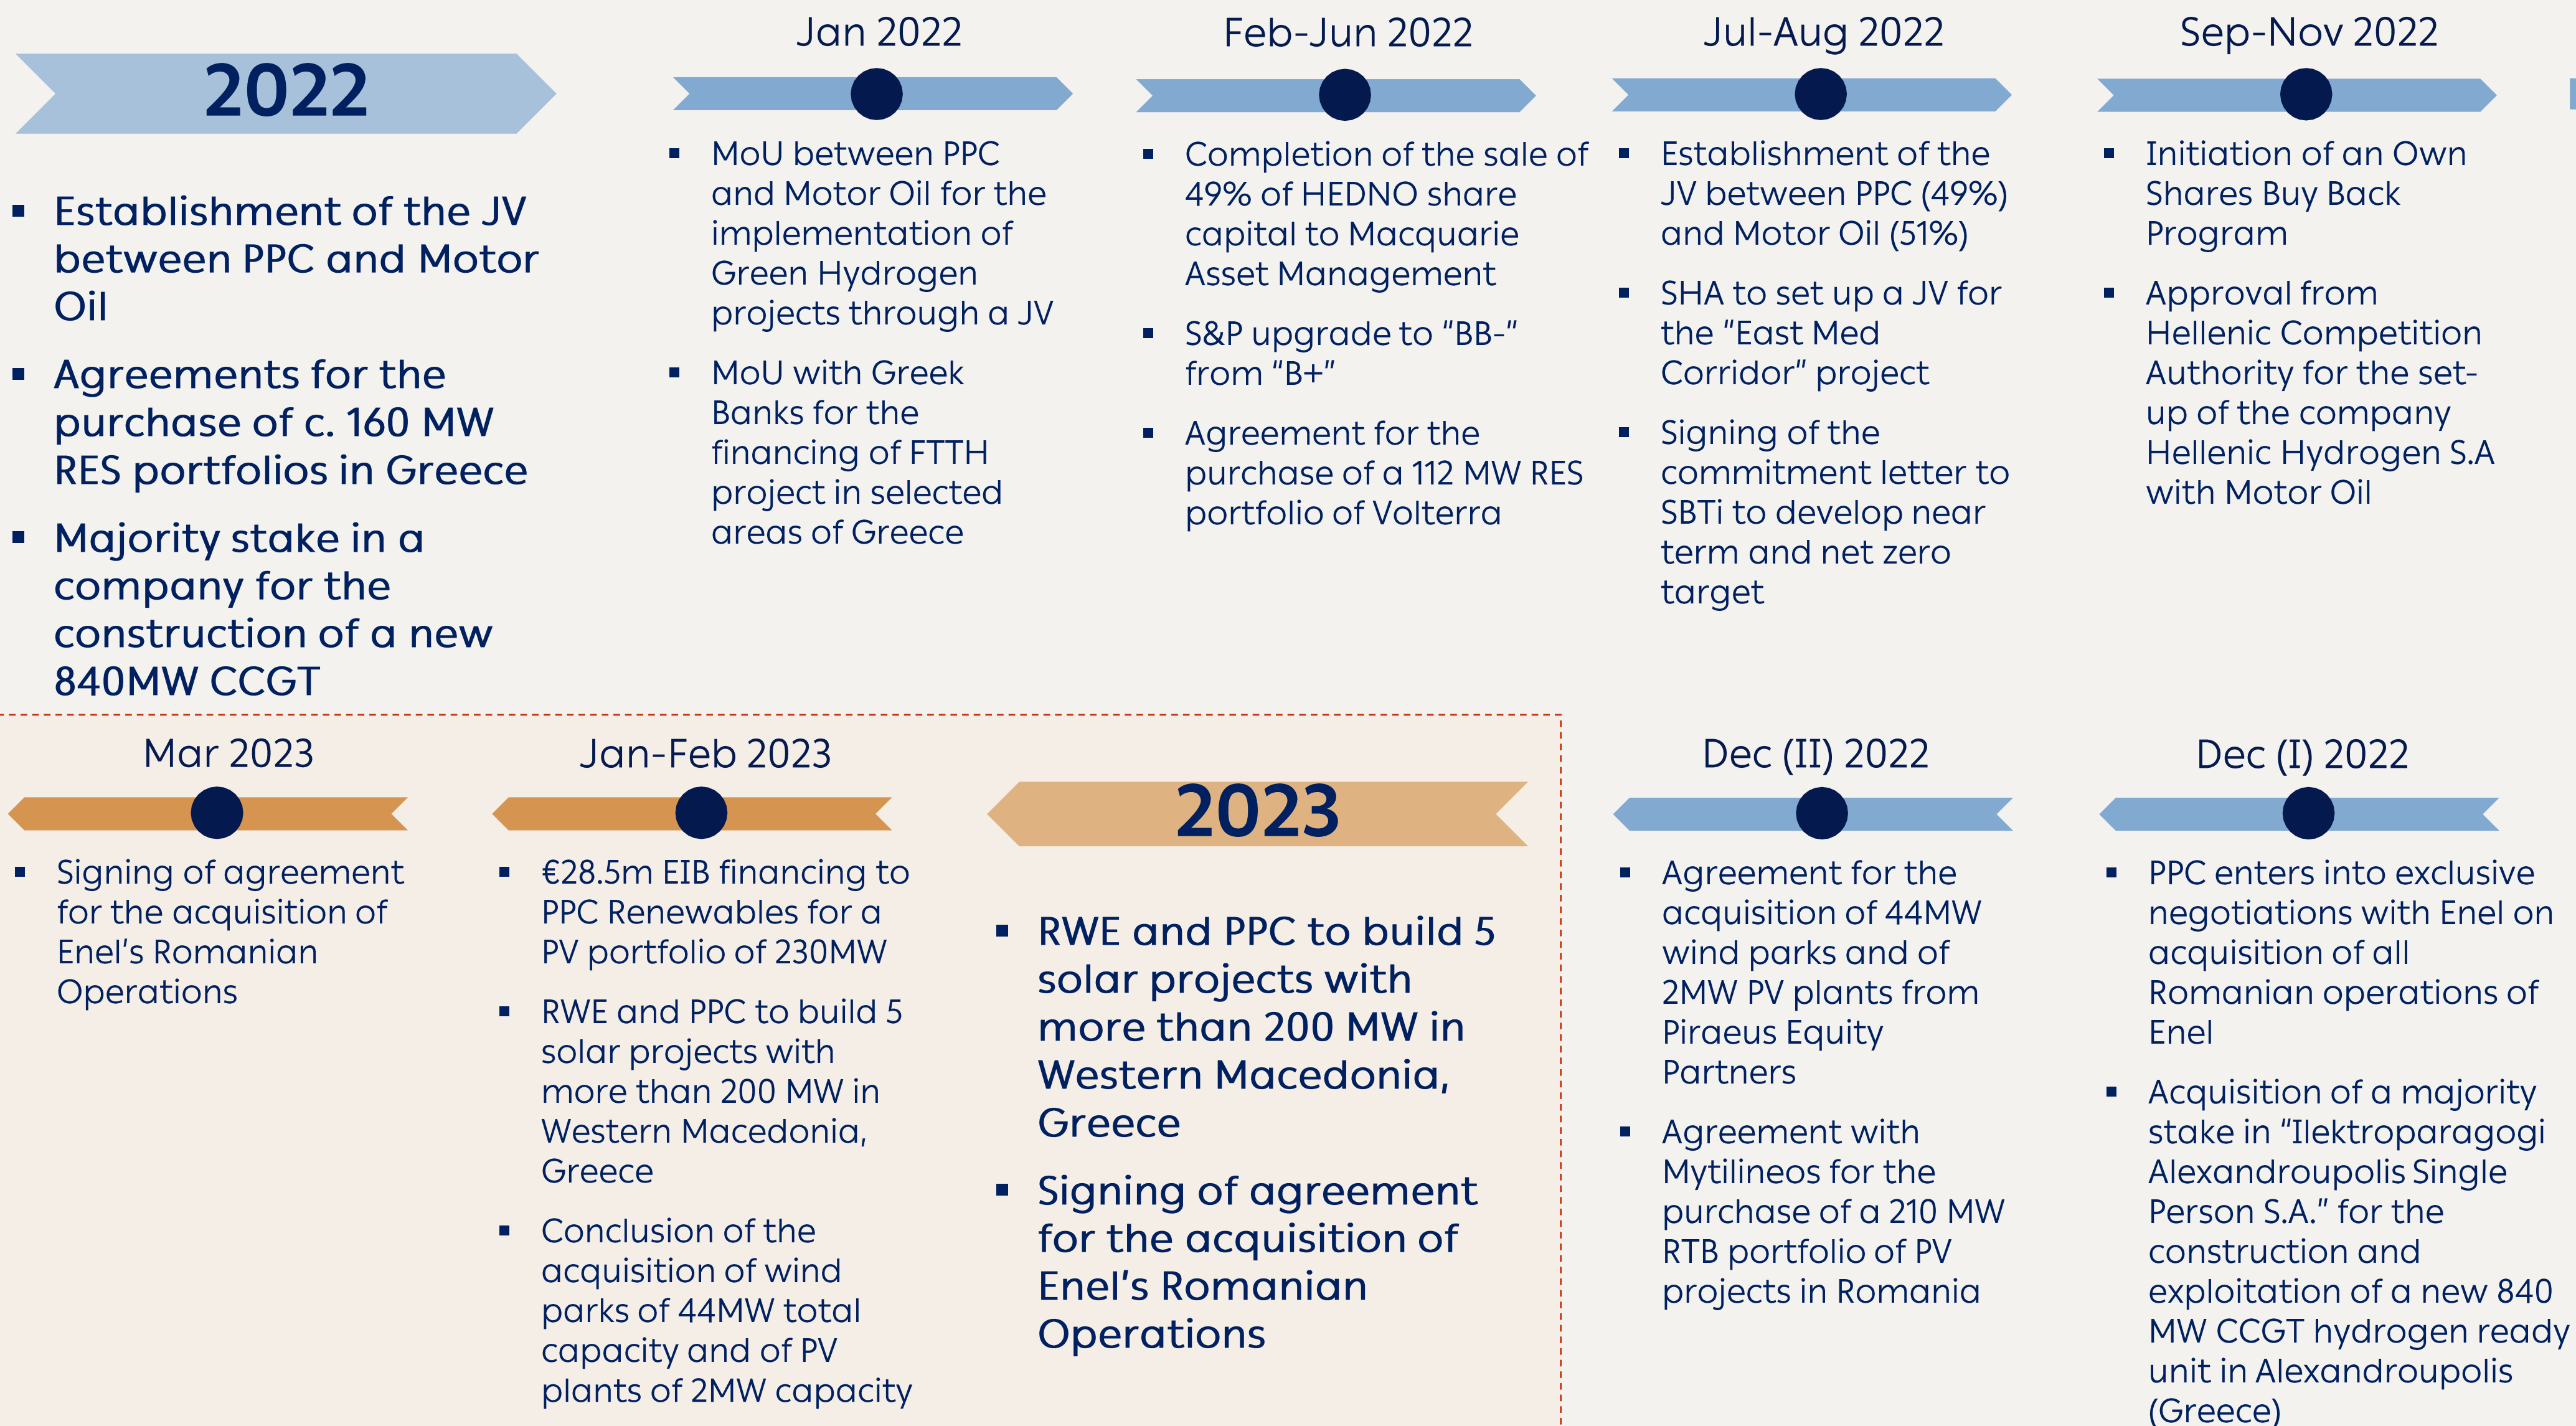 2022
Establishment of the JV
between PPC and Motor
Oil
Agreements for the
purchase of c. 160 MW
RES portfolios in Greece
Majority stake in a
company for the
construction of a new
840MW CCGT
Jan 2022
MoU between PPC
and Motor Oil for the
implementation of
Green Hydrogen
projects through a JV
MoU with Greek
Banks for the
financing of FTTH
project in selected
areas of Greece
Feb-Jun 2022
Completion of the sale of
49% of HEDNO share
capital to Macquarie
Asset Management
S&P upgrade to “BB-”
from “B+”
Agreement for the
purchase of a 112 MW RES
portfolio of Volterra
Jul-Aug 2022
Establishment of the
JV between PPC (49%)
and Motor Oil (51%)
SHA to set up a JV for
the “East Med
Corridor” project
Signing of the
commitment letter to
SBTi to develop near
term and net zero
target
Sep-Nov 2022
Initiation of an Own
Shares Buy Back
Program
Approval from
Hellenic Competition
Authority for the set-
up of the company
Hellenic Hydrogen S.A
with Motor Oil
Dec (I) 2022
PPC enters into exclusive
negotiations with Enel on
acquisition of all
Romanian operations of
Enel
Acquisition of a majority
stake in “Ilektroparagogi
Alexandroupolis Single
Person S.A.” for the
construction and
exploitation of a new 840
MW CCGT hydrogen ready
unit in Alexandroupolis
(Greece)
Dec (II) 2022
Agreement for the
acquisition of 44MW
wind parks and of
2MW PV plants from
Piraeus Equity
Partners
Agreement with
Mytilineos for the
purchase of a 210 MW
RTB portfolio of PV
projects in Romania
2023
RWE and PPC to build 5
solar projects with
more than 200 MW in
Western Macedonia,
Greece
Signing of agreement
for the acquisition of
Enel’s Romanian
Operations
Jan-Feb 2023
€28.5m EIB financing to
PPC Renewables for a
PV portfolio of 230MW
RWE and PPC to build 5
solar projects with
more than 200 MW in
Western Macedonia,
Greece
Conclusion of the
acquisition of wind
parks of 44MW total
capacity and of PV
plants of 2MW capacity
Mar 2023
Signing of agreement
for the acquisition of
Enel’s Romanian
Operations